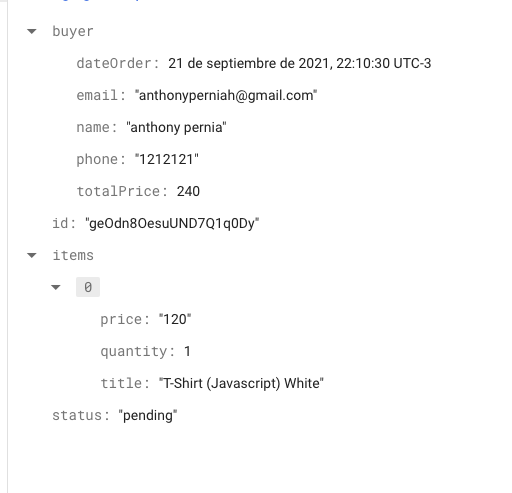 buyer
dateOrder: 21 de septiembre de 2021, 22:10:30 UTC-3
email: "anthonyperniah@gmail.com"
name: "anthony pernia"
phone: "1212121"
totalPrice: 240
id: "geOdn8OesuUND7Q1q0Dy"
items
0
price: "120"
quantity: 1
title: "T-Shirt (Javascript) White"
status: "pending"